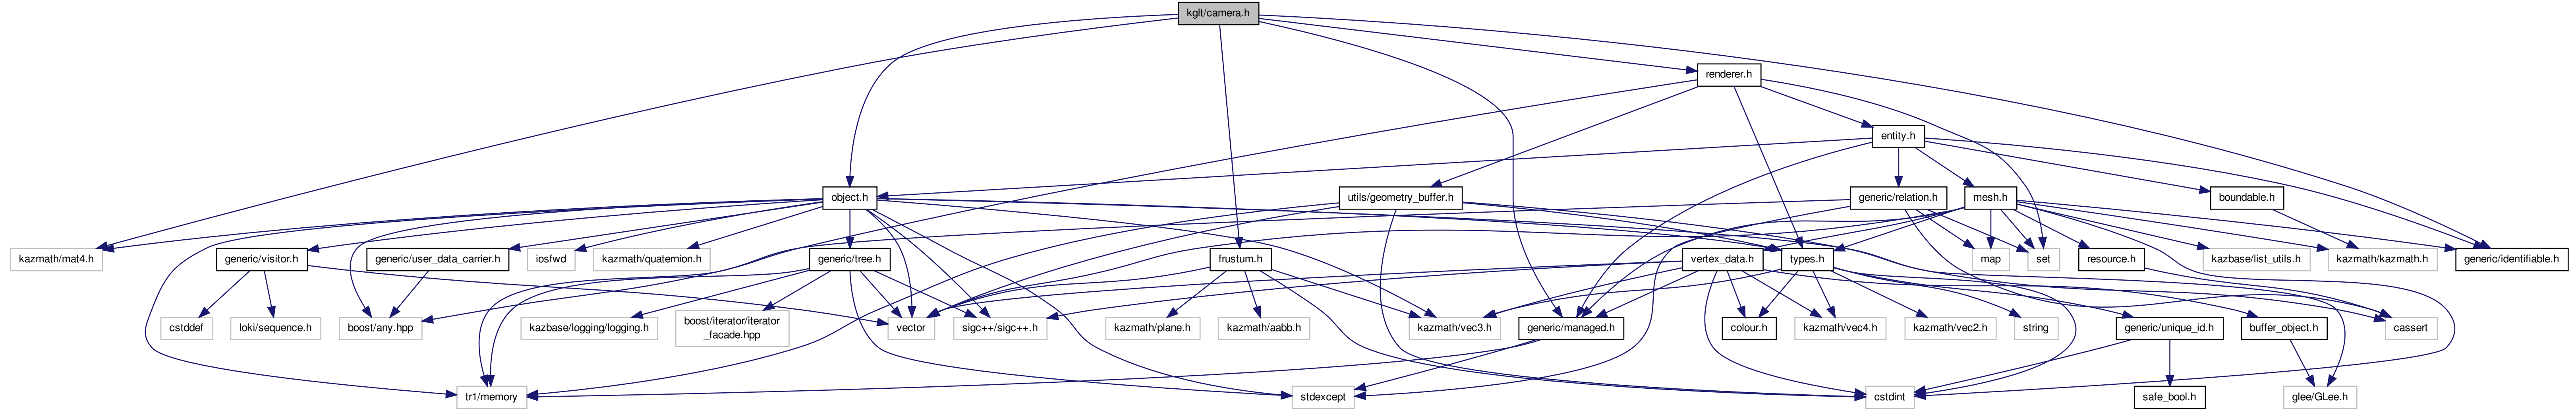 kglt/camera.h
renderer.h
entity.h
object.h
utils/geometry_buffer.h
generic/relation.h
mesh.h
boundable.h
kazmath/mat4.h
generic/visitor.h
generic/user_data_carrier.h
iosfwd
kazmath/quaternion.h
generic/tree.h
frustum.h
vertex_data.h
types.h
map
set
resource.h
kazbase/list_utils.h
kazmath/kazmath.h
generic/identifiable.h
cstddef
loki/sequence.h
boost/any.hpp
kazbase/logging/logging.h
boost/iterator/iterator
_facade.hpp
vector
sigc++/sigc++.h
kazmath/plane.h
kazmath/aabb.h
kazmath/vec3.h
generic/managed.h
colour.h
kazmath/vec4.h
kazmath/vec2.h
string
generic/unique_id.h
buffer_object.h
cassert
tr1/memory
stdexcept
cstdint
safe_bool.h
glee/GLee.h